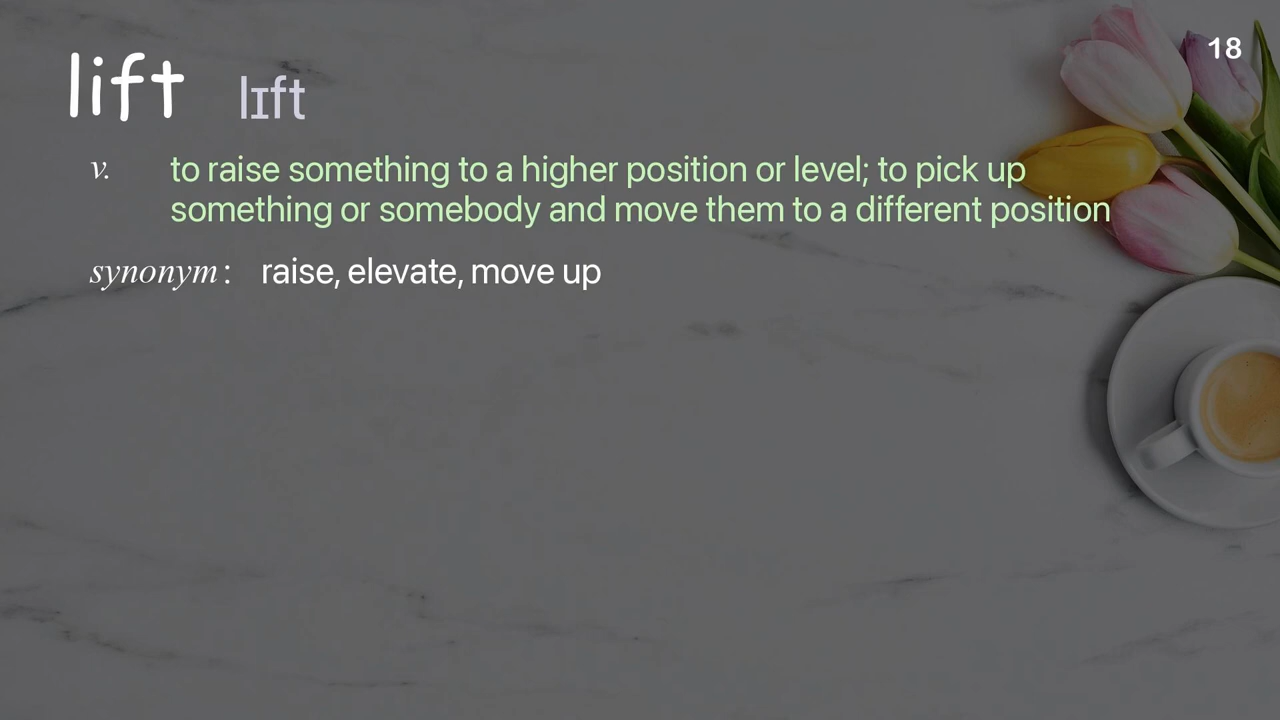 18
lift lɪft
v. to raise something to a higher position or level; to pick up
something or somebody and move them to a different position
synonym : raise, elevate, move up